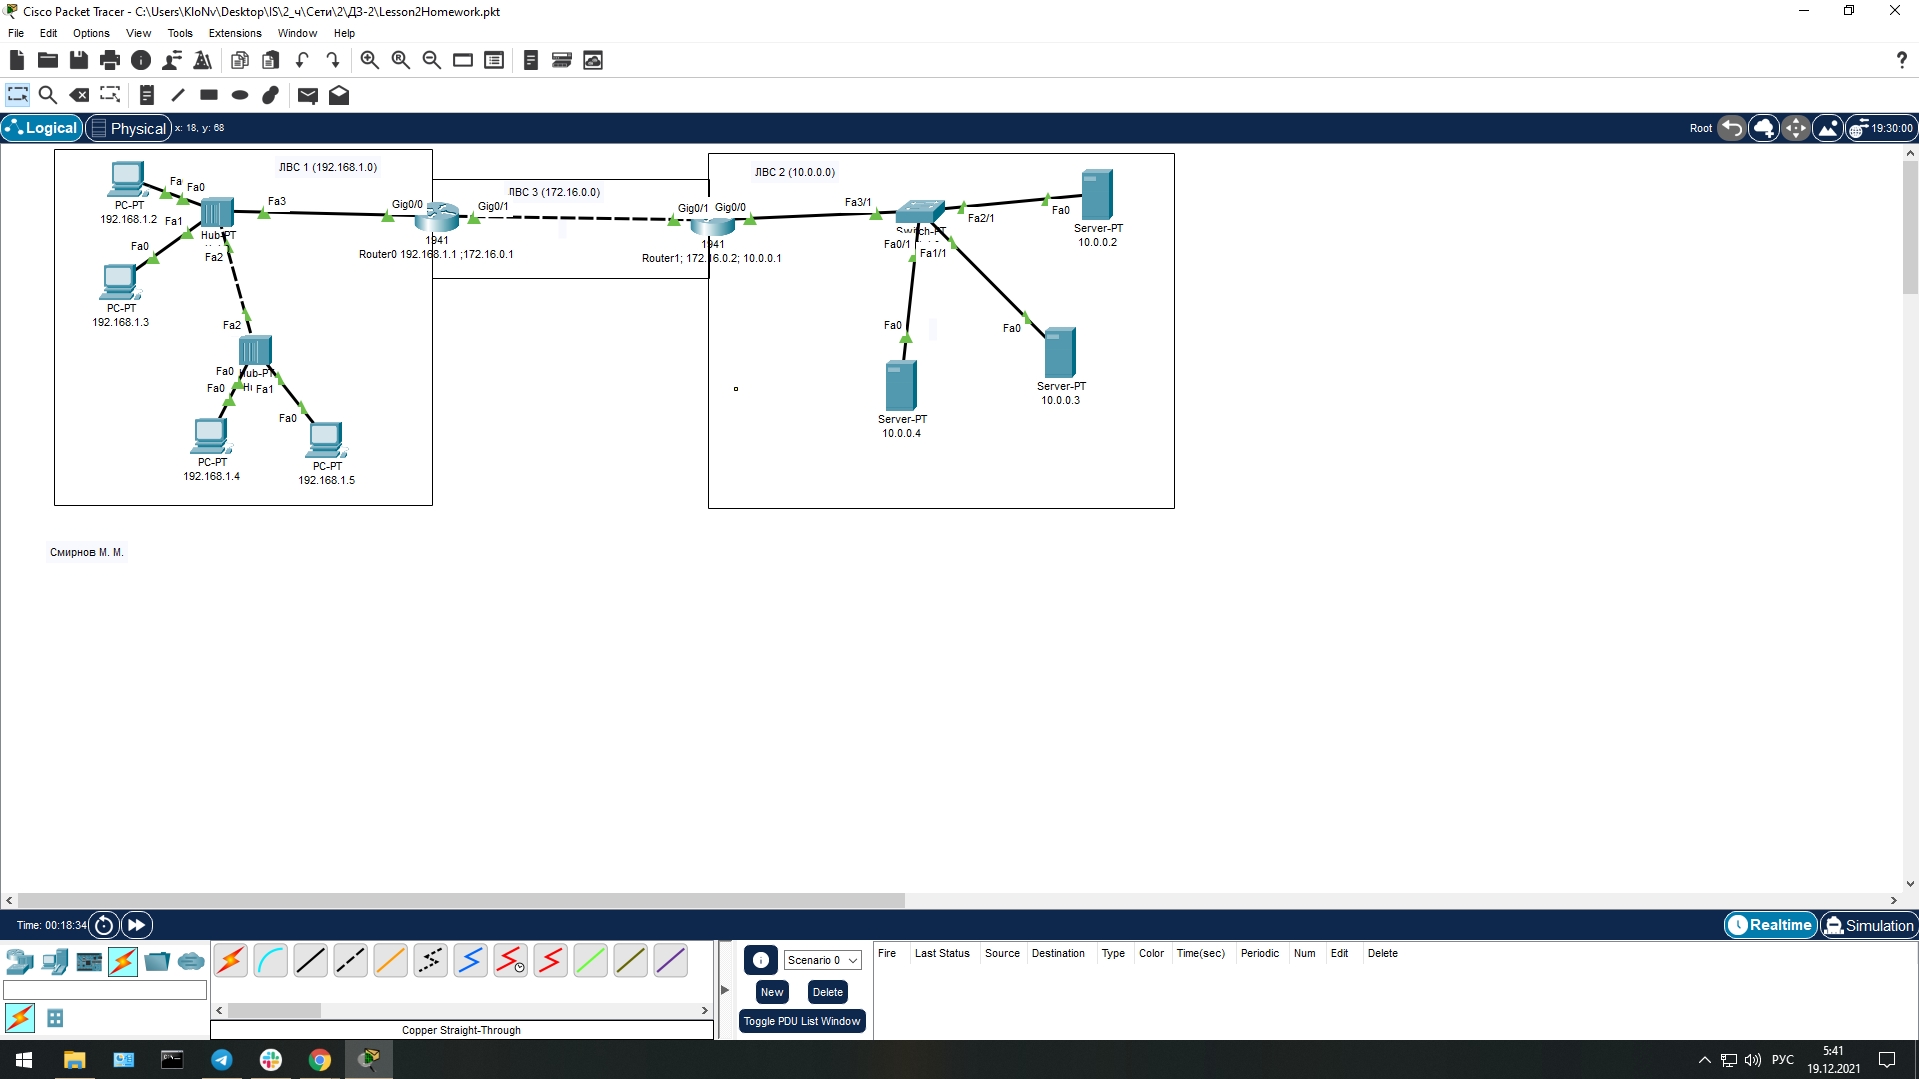 Cisco Packet Tracer - C:\Users\KloNv\Desktop\IS\2_ч\Сети\2\ДЗ-2\Lesson2Homework.pkt
File Edit Options View Tools Extensions Window Help
?
Logical Physical x: 18, y: 68 Root 19:30:00
ЛВС 1 (192.168.1.0)
PC-PT
192.168.1.2
Fa
Fa0
Fa1
Hub-PT
Fa2
Fa3
Fa0
PC-PT
192.168.1.3
Fa2
Hub-PT
Fa0
Fa0
Fa1
Fa0
PC-PT
192.168.1.4
PC-PT
192.168.1.5
Gig0/0
Gig0/1
1941
Router0 192.168.1.1 ;172.16.0.1
ЛВС 3 (172.16.0.0)
Gig0/1
Gig0/0
1941
Router1; 172.16.0.2; 10.0.0.1
ЛВС 2 (10.0.0.0)
Fa3/1
Switch-PT
Fa0/1
Fa1/1
Fa2/1
Fa0
Server-PT
10.0.0.2
Fa0
Server-PT
10.0.0.3
Fa0
Server-PT
10.0.0.4
Смирнов М. М.
Time: 00:18:34
Realtime Simulation
Scenario 0
New Delete
Toggle PDU List Window
Fire Last Status Source Destination Type Color Time(sec) Periodic Num Edit Delete
Copper Straight-Through
РУС
5:41
19.12.2021